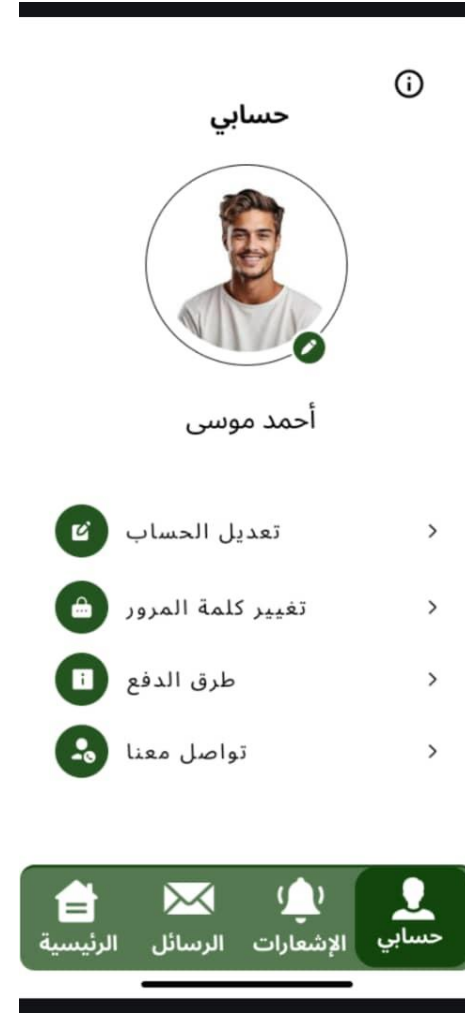 حسابي
أحمد موسى
تعديل الحساب
تغيير كلمة المرور
طرق الدفع
تواصل معنا
حسابي الإشعارات الرسائل الرئيسية